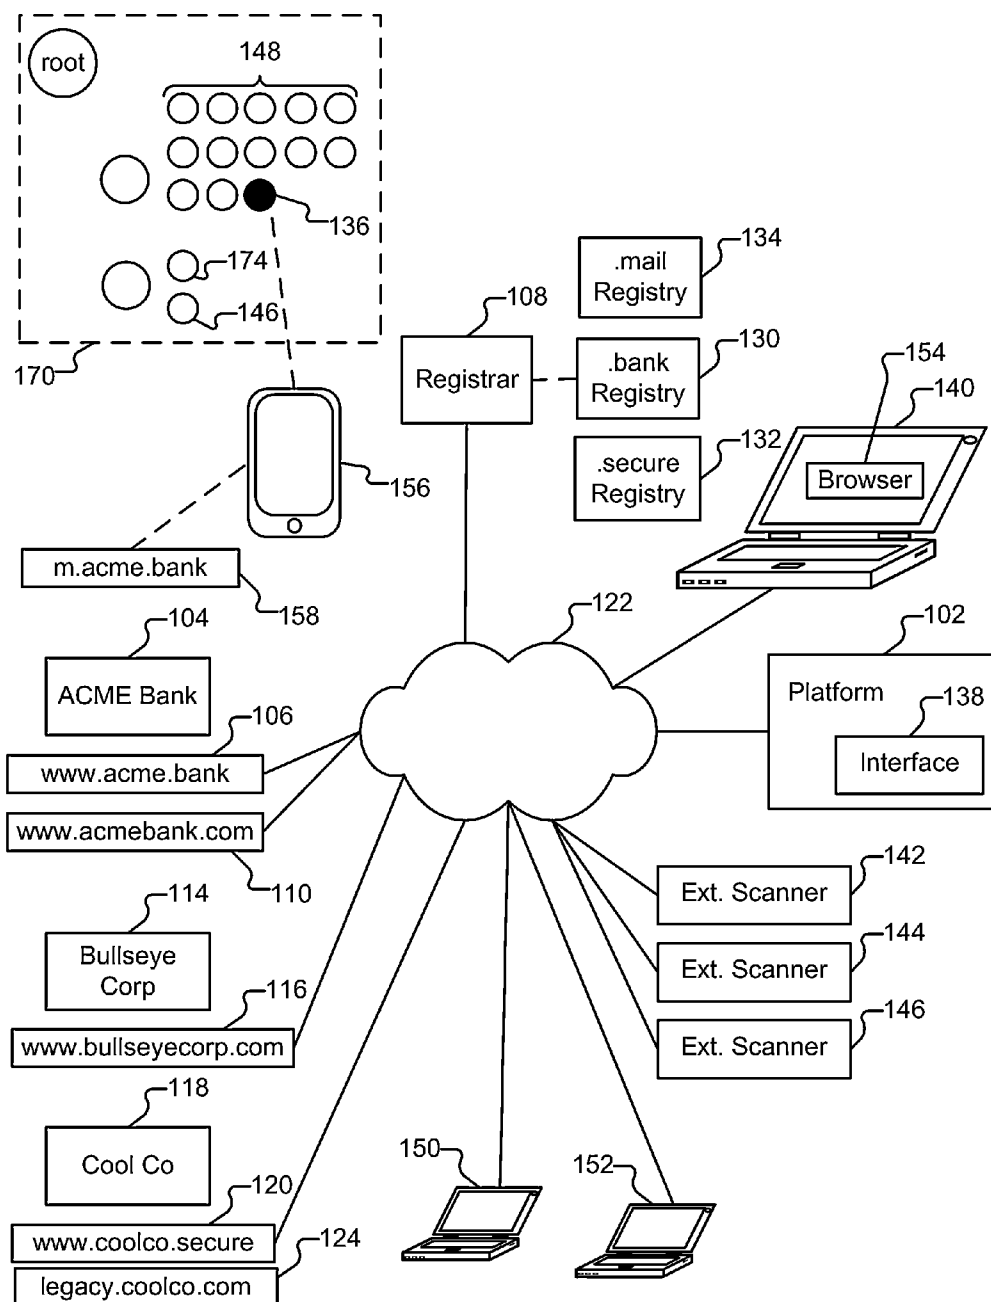 root
148
136
174
146
170
.mail
Registry
134
108
Registrar
.bank
Registry
130
.secure
Registry
132
154
140
Browser
156
m.acme.bank
158
122
102
Platform
138
Interface
104
ACME Bank
106
www.acme.bank
www.acmebank.com
110
114
Bullseye
Corp
116
www.bullseyecorp.com
118
Cool Co
120
www.coolco.secure
124
legacy.coolco.com
142
Ext. Scanner
144
Ext. Scanner
146
Ext. Scanner
150
152